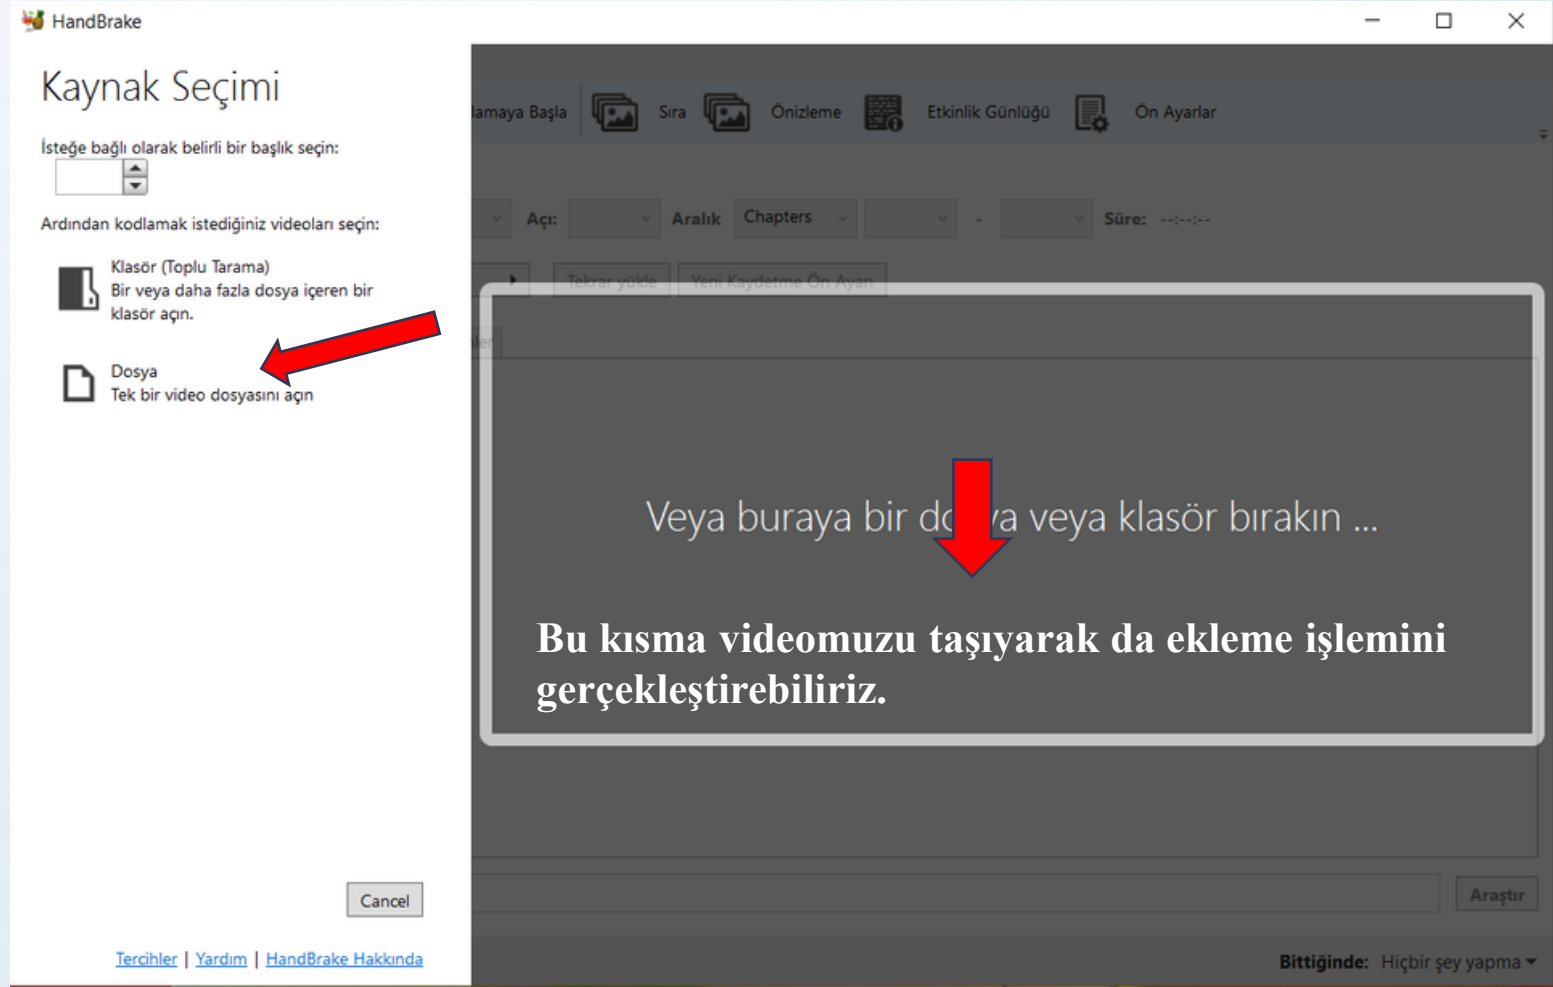 HandBrake
Kaynak Seçimi
İsteğe bağlı olarak belirli bir başlık seçin:
Ardından kodlamak istediğiniz videoları seçin:
Klasör (Toplu Tarama)
Bir veya daha fazla dosya içeren bir
klasör açın.
Dosya
Tek bir video dosyasını açın
Cancel
Tercihler | Yardım | HandBrake Hakkında
lamaya Başla Sıra Önizleme Etkinlik Günlüğü Ön Ayarlar
Açı: Aralık Chapters - Süre: --:--:--
Tekrar yükle Yeni Kaydetme Ön Ayarı
ler
Veya buraya bir veya klasör bırakın ...
Bu kısma videomuzu taşıyarak da ekleme işlemini
gerçekleştirebiliriz.
Araştır
Bittiğinde: Hiçbir şey yapma